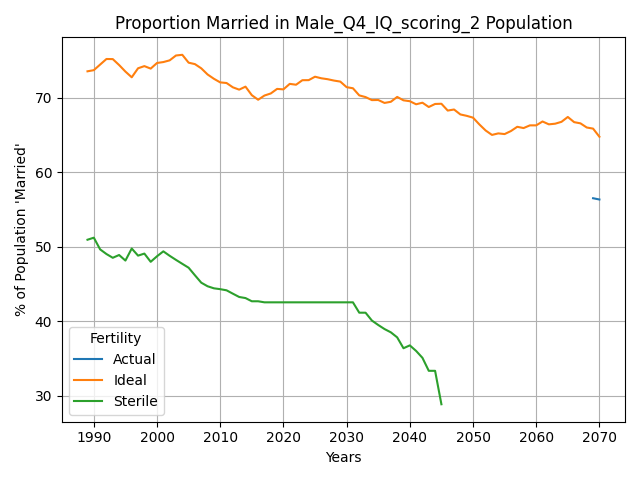 Proportion Married in Male_Q4_IQ_scoring_2 Population
% of Population 'Married'
70
60
50
40
30
Fertility
Actual
Ideal
Sterile
1990 2000 2010 2020 2030 2040 2050 2060 2070
Years